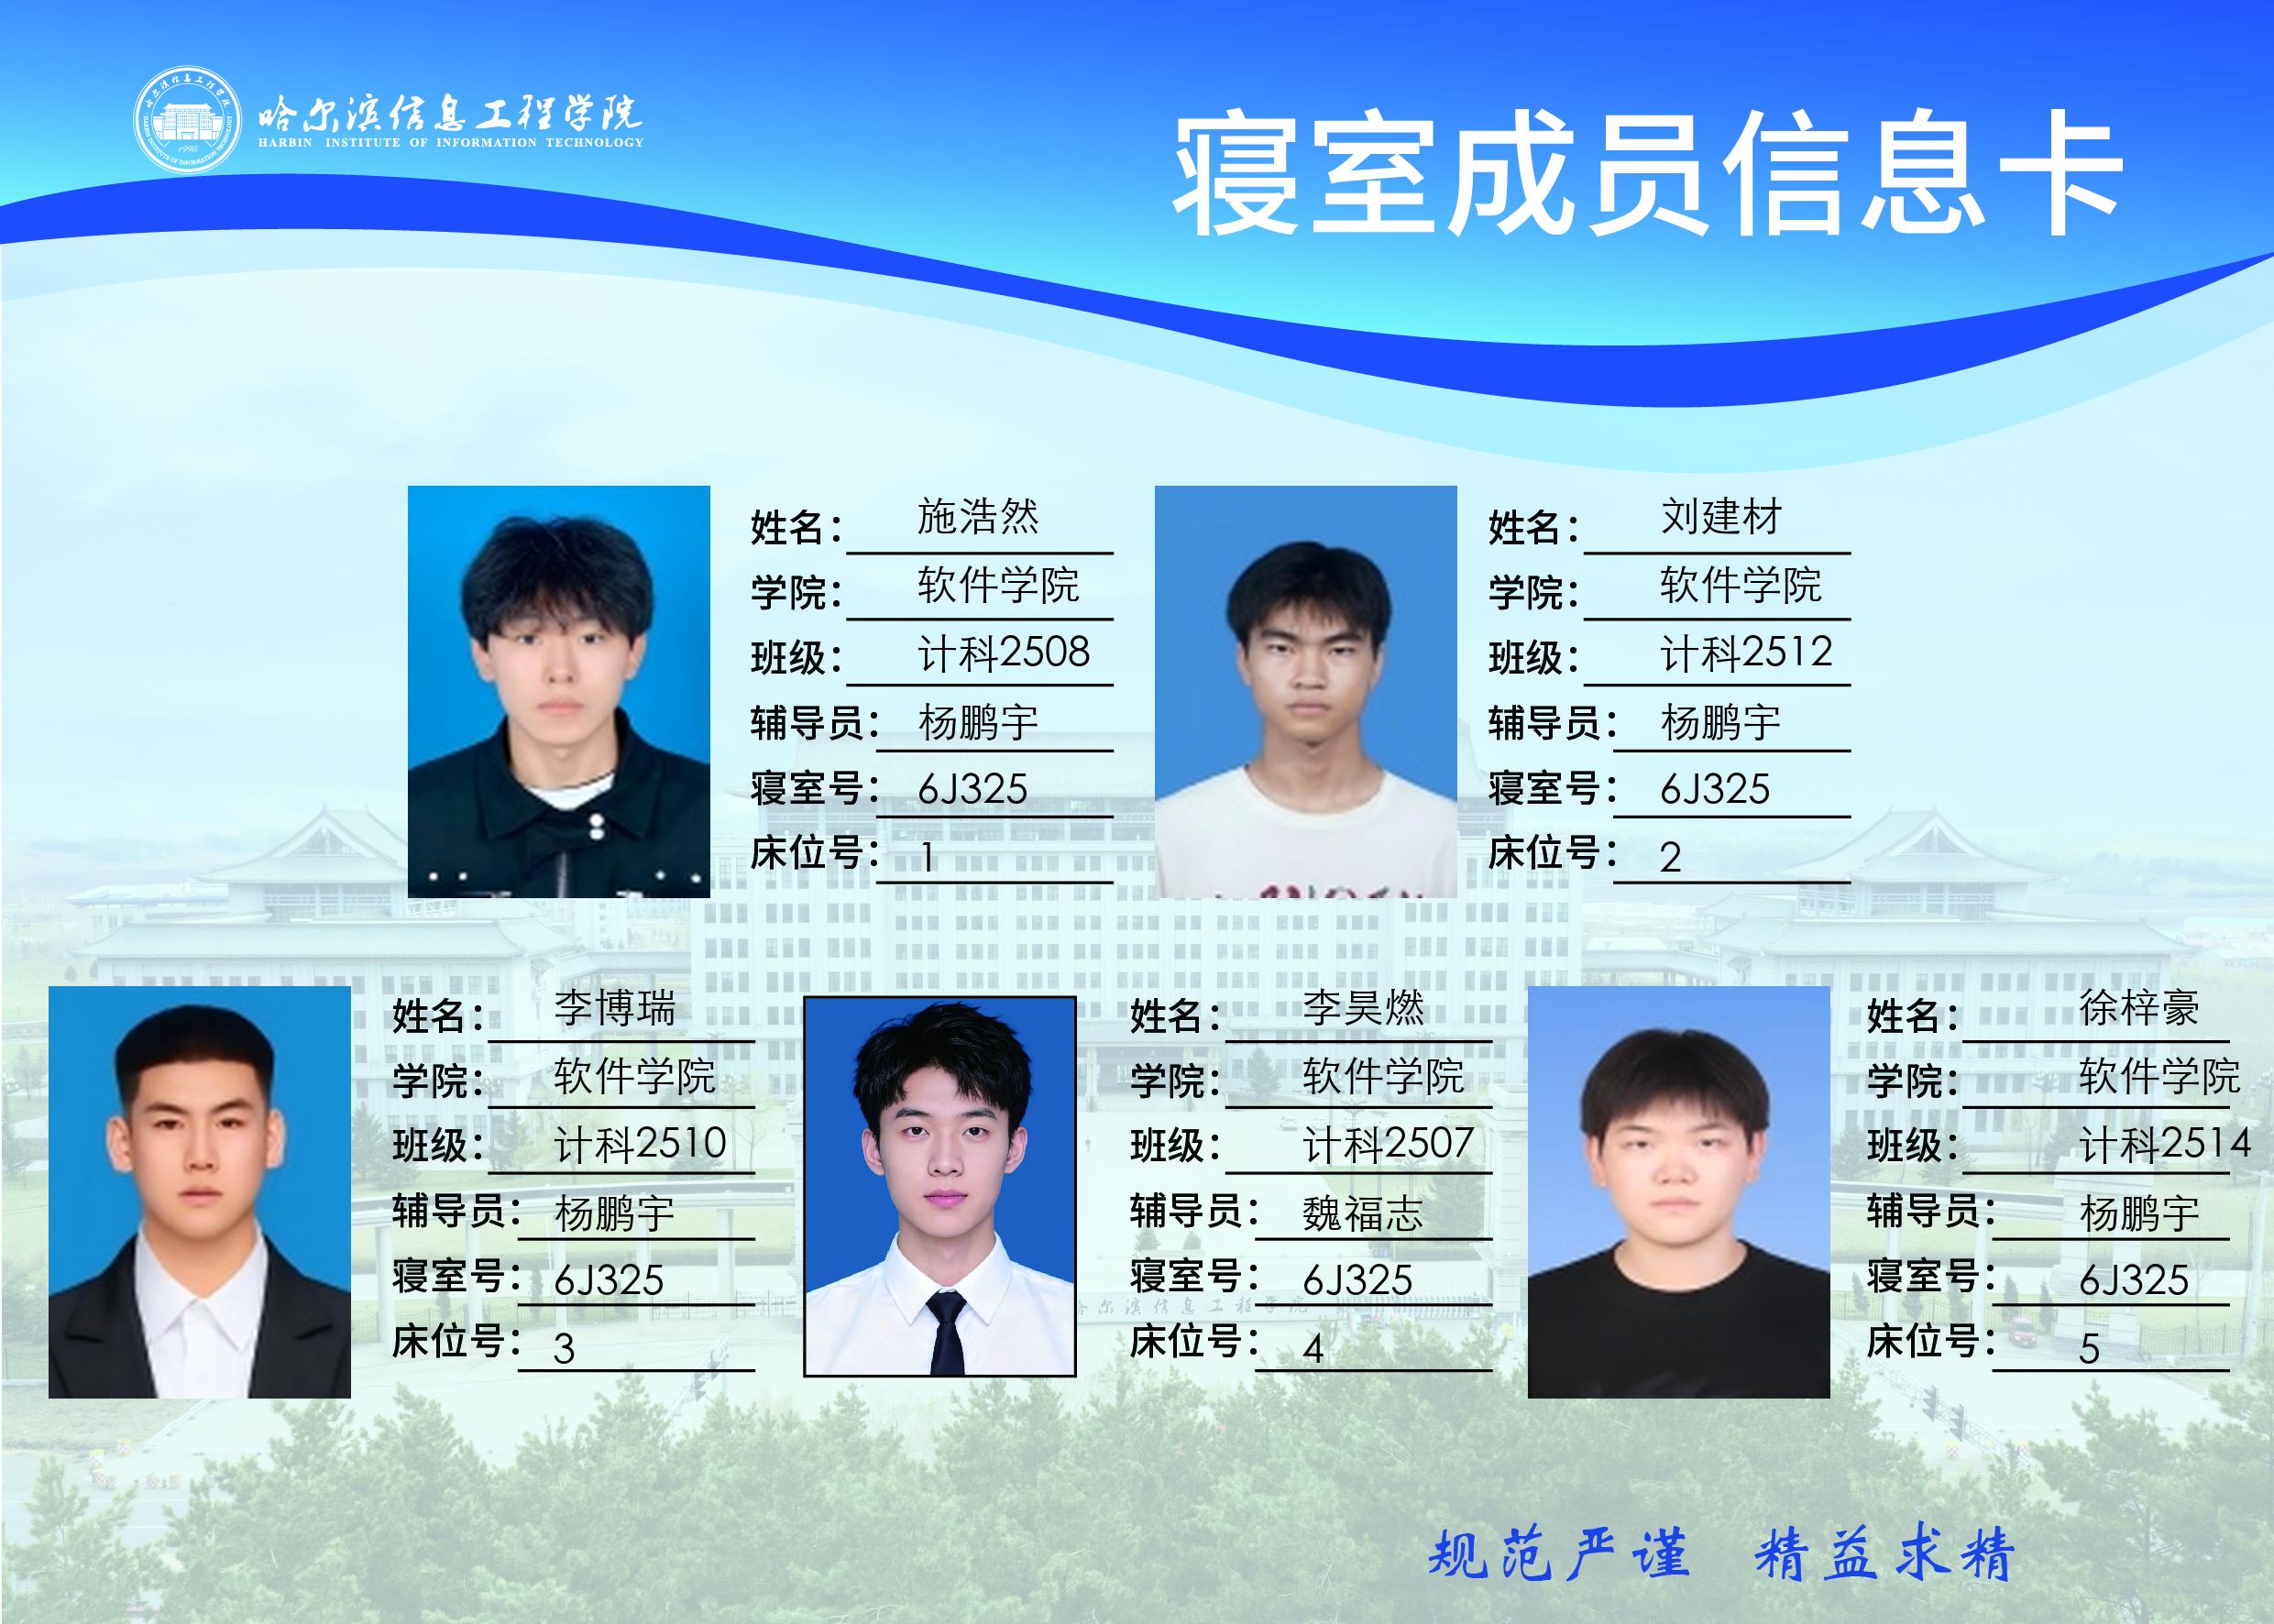 哈尔滨信息工程学院
HARBIN INSTITUTE OF INFORMATION TECHNOLOGY
1995
寝室成员信息卡
姓名：施浩然
学院：软件学院
班级：计科2508
辅导员：杨鹏宇
寝室号：6J325
床位号：1
姓名：刘建材
学院：软件学院
班级：计科2512
辅导员：杨鹏宇
寝室号：6J325
床位号：2
姓名：李博瑞
学院：软件学院
班级：计科2510
辅导员：杨鹏宇
寝室号：6J325
床位号：3
姓名：李昊燃
学院：软件学院
班级：计科2507
辅导员：魏福志
寝室号：6J325
床位号：4
姓名：徐梓豪
学院：软件学院
班级：计科2514
辅导员：杨鹏宇
寝室号：6J325
床位号：5
哈尔滨信息工程学院
规范严谨 精益求精